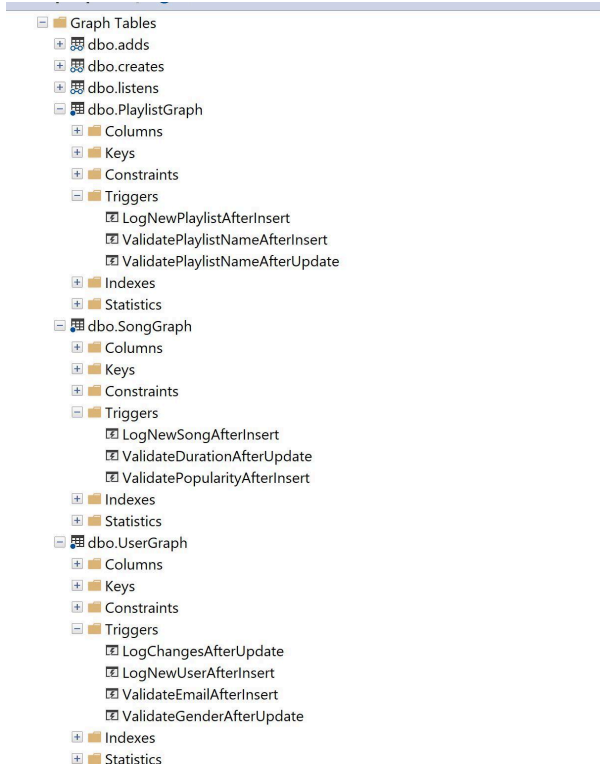 Graph Tables
dbo.adds
dbo.creates
dbo.listens
dbo.PlaylistGraph
Columns
Keys
Constraints
Triggers
LogNewPlaylistAfterInsert
ValidatePlaylistNameAfterInsert
ValidatePlaylistNameAfterUpdate
Indexes
Statistics
dbo.SongGraph
Columns
Keys
Constraints
Triggers
LogNewSongAfterInsert
ValidateDurationAfterUpdate
ValidatePopularityAfterInsert
Indexes
Statistics
dbo.UserGraph
Columns
Keys
Constraints
Triggers
LogChangesAfterUpdate
LogNewUserAfterInsert
ValidateEmailAfterInsert
ValidateGenderAfterUpdate
Indexes
Statistics